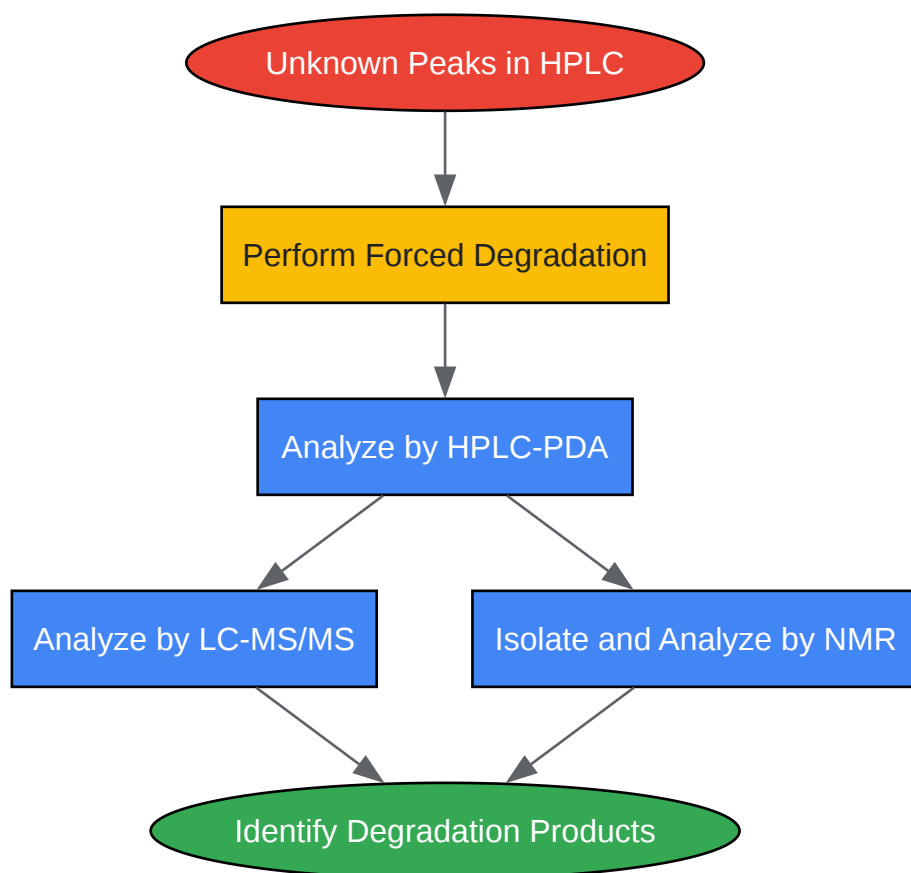 Unknown Peaks in HPLC
Perform Forced Degradation
Analyze by HPLC-PDA
Analyze by LC-MS/MS
Isolate and Analyze by NMR
Identify Degradation Products